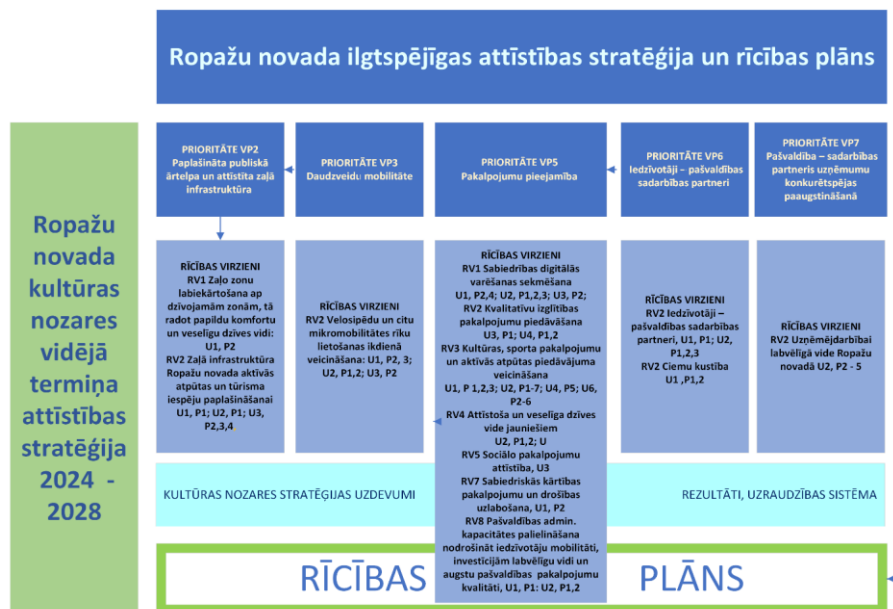 Ropažu novada ilgtspējīgas attīstības stratēģija un rīcības plāns
Ropažu
novada
kultūras
nozares
vidējā
termiņa
attīstības
stratēģija
2024 -
2028
PRIORITĀTE VP2
Paplašināta publiskā
ārtelpa un attīstīta zaļā
infrastruktūra
PRIORITĀTE VP3
Daudzveidu mobilitāte
PRIORITĀTE VP5
Pakalpojumu pieejamība
PRIORITĀTE VP6
Iedzīvotāji – pašvaldības
sadarbības partneri
PRIORITĀTE VP7
Pašvaldība – sadarbības
partneris uzņēmumu
konkurētspējas
paaugstināšanā
RĪCĪBAS VIRZIENI
RV1 Zaļo zonu
labiekārtošana ap
dzīvojamām zonām, tā
radot papildu komfortu
un veselīgu dzīves vidi:
U1, P2
RV2 Zaļā infrastruktūra
Ropažu novada aktīvās
atpūtas un tūrisma
iespēju paplašināšanai
U1, P1; U2, P1; U3,
P2,3,4
RĪCĪBAS VIRZIENI
RV2 Velosipēdu un citu
mikromobilitātes rīku
lietošanas ikdienā
veicināšana: U1, P2, 3;
U2, P1,2; U3, P2
RĪCĪBAS VIRZIENI
RV1 Sabiedrības digitālās
varēšanas sekmēšana
U1, P2,4; U2, P1,2,3; U3, P2;
RV2 Kvalitatīvu izglītības
pakalpojumu piedāvāšana
U3, P1; U4, P1,2
RV3 Kultūras, sporta pakalpojumu
un aktīvās atpūtas piedāvājuma
veicināšana
U1, P 1,2,3; U2, P1-7; U4, P5; U6,
P2-6
RV4 Attīstoša un veselīga dzīves
vide jauniešiem
U2, P1,2; U
RV5 Sociālo pakalpojumu
attīstība, U3
RV7 Sabiedriskās kārtības
pakalpojumu un drošības
uzlabošana, U1, P2
RV8 Pašvaldības admin.
kapacitātes palielināšana
nodrošināt iedzīvotāju mobilitāti,
investīcijām labvēlīgu vidi un
augstu pašvaldības pakalpojumu
kvalitāti, U1, P1: U2, P1,2
RĪCĪBAS VIRZIENI
RV2 Iedzīvotāji –
pašvaldības sadarbības
partneri, U1, P1; U2,
P1,2,3
RV2 Ciemu kustība
U1 ,P1,2
RĪCĪBAS VIRZIENI
RV2 Uzņēmējdarbībai
labvēlīgā vide Ropažu
novadā U2, P2 - 5
KULTŪRAS NOZARES STRATĒĢIJAS UZDEVUMI
REZULTĀTI, UZRAUDZĪBAS SISTĒMA
RĪCĪBAS PLĀNS